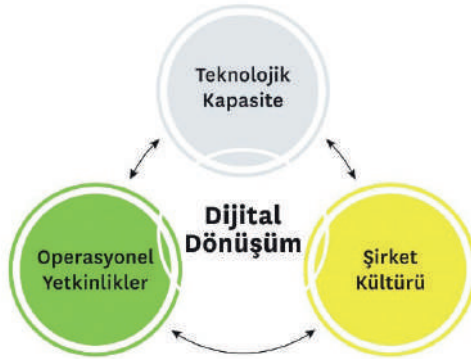 Teknolojik
Kapasite
Dijital
Dönüşüm
Operasyonel
Yetkinlikler
Şirket
Kültürü